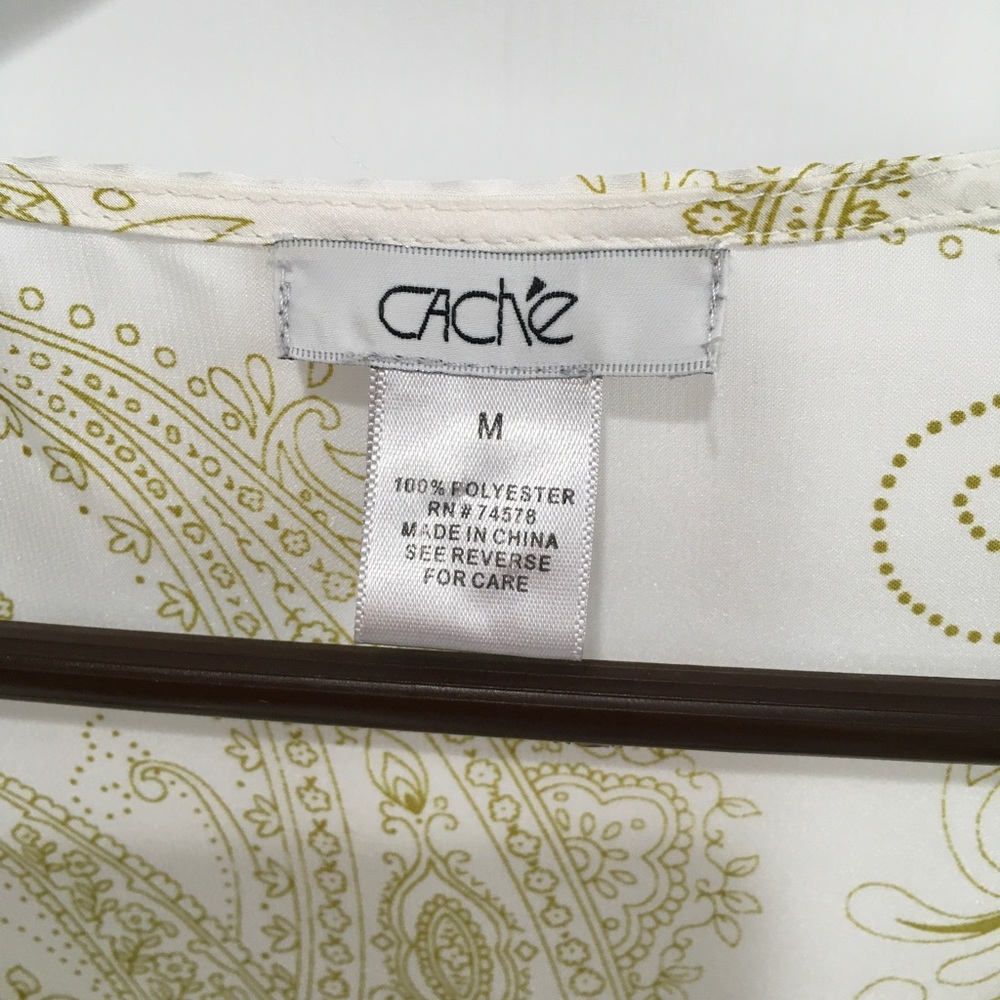 CAChé
M
100% POLYESTER
RN # 74578
MADE IN CHINA
SEE REVERSE
FOR CARE